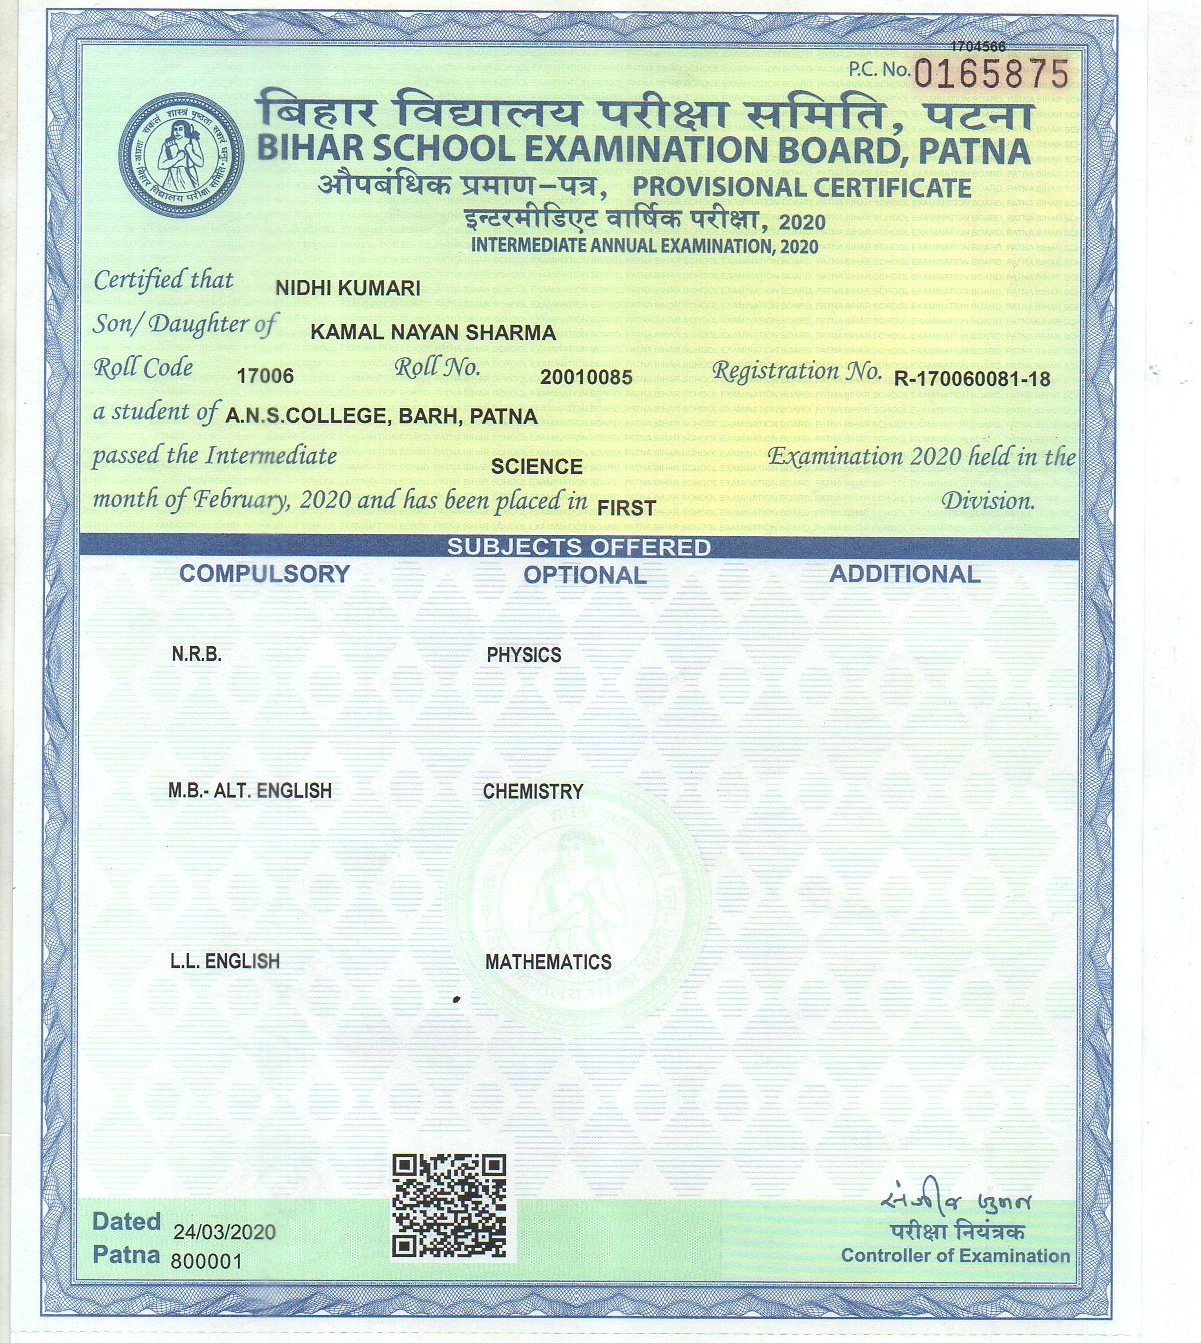 1704566
P.C. No. 0165875
बिहार विद्यालय परीक्षा समिति, पटना
BIHAR SCHOOL EXAMINATION BOARD, PATNA
औपबंधिक प्रमाण-पत्र, PROVISIONAL CERTIFICATE
इन्टरमीडिएट वार्षिक परीक्षा, 2020
INTERMEDIATE ANNUAL EXAMINATION, 2020
Certified that NIDHI KUMARI
Son/ Daughter of KAMAL NAYAN SHARMA
Roll Code 17006 Roll No. 20010085 Registration No. R-170060081-18
a student of A.N.S.COLLEGE, BARH, PATNA
passed the Intermediate SCIENCE Examination 2020 held in the
month of February, 2020 and has been placed in FIRST Division.
SUBJECTS OFFERED
COMPULSORY OPTIONAL ADDITIONAL
N.R.B. PHYSICS
M.B.- ALT. ENGLISH CHEMISTRY
L.L. ENGLISH MATHEMATICS
संजीव कुमार
परीक्षा नियंत्रक
Controller of Examination
Dated 24/03/2020
Patna 800001